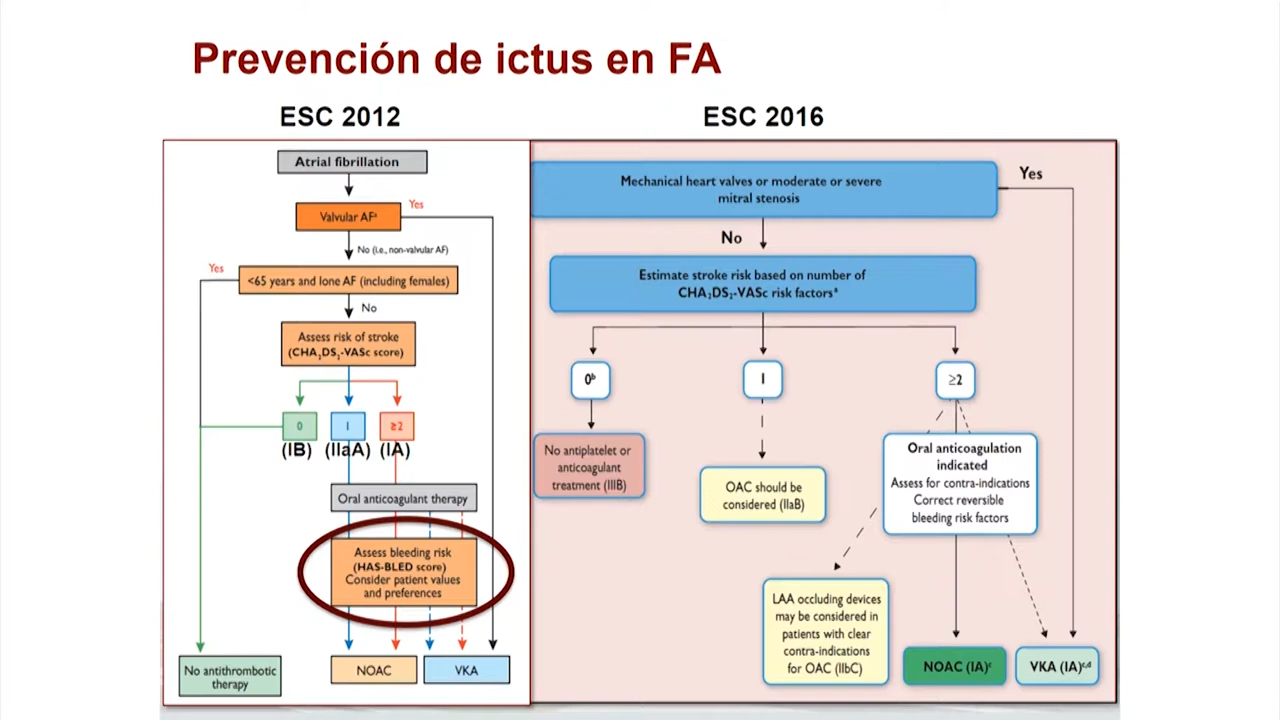 Prevención de ictus en FA
ESC 2012
Atrial fibrillation
Valvular AFa
Yes
No (i.e., non-valvular AF)
Yes
<65 years and lone AF (including females)
No
Assess risk of stroke
(CHA2DS2-VASc score)
0
1
≥2
(IB)
(IIaA)
(IA)
Oral anticoagulant therapy
Assess bleeding risk
(HAS-BLED score)
Consider patient values
and preferences
No antithrombotic
therapy
NOAC
VKA
ESC 2016
Mechanical heart valves or moderate or severe
mitral stenosis
Yes
No
Estimate stroke risk based on number of
CHA2DS2-VASc risk factorsa
0b
1
≥2
No antiplatelet or
anticoagulant
treatment (IIIB)
OAC should be
considered (IIaB)
Oral anticoagulation
indicated
Assess for contra-indications
Correct reversible
bleeding risk factors
LAA occluding devices
may be considered in
patients with clear
contra-indications
for OAC (IIbC)
NOAC (IA)c
VKA (IA)c,d